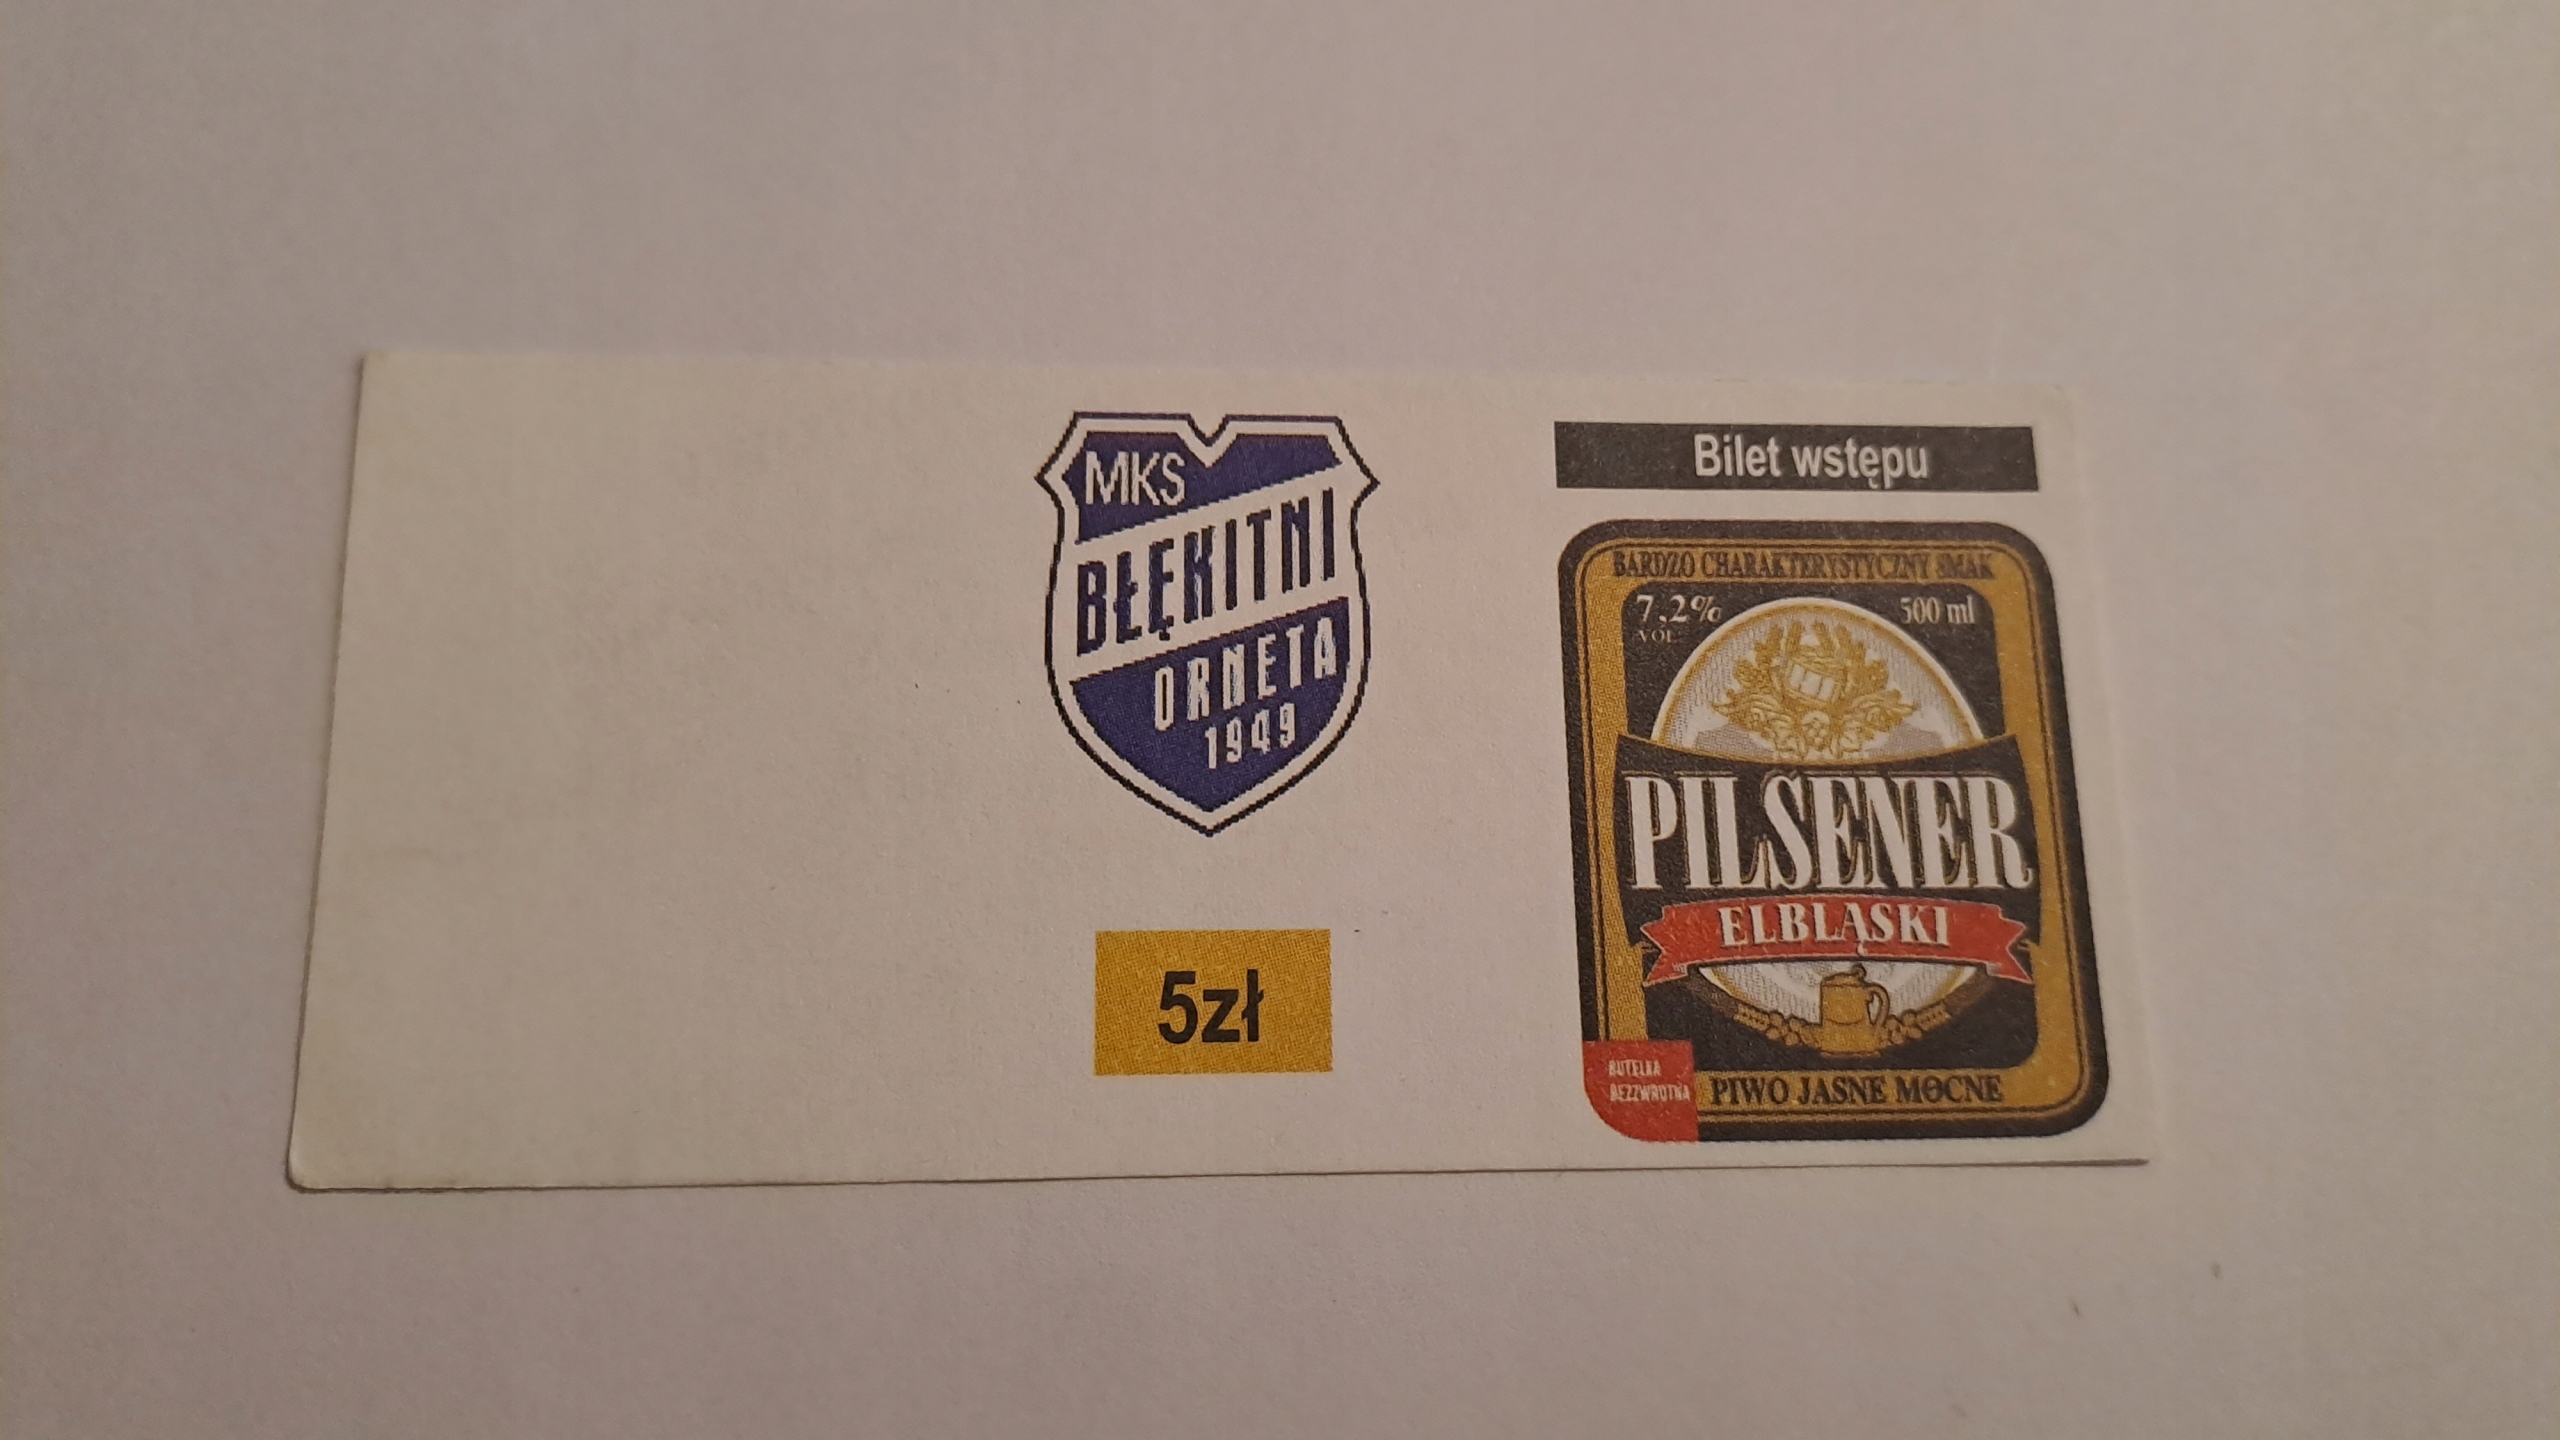 MKS
BŁĘKITNI
ORNETA
1949
5zł
Bilet wstępu
BARDZO CHARAKTERYSTYCZNY SMAK
7,2% 500 ml
VOL
PILSENER
ELBLĄSKI
BUTELKA
BEZZWROTNA
PIWO JASNE MOCNE